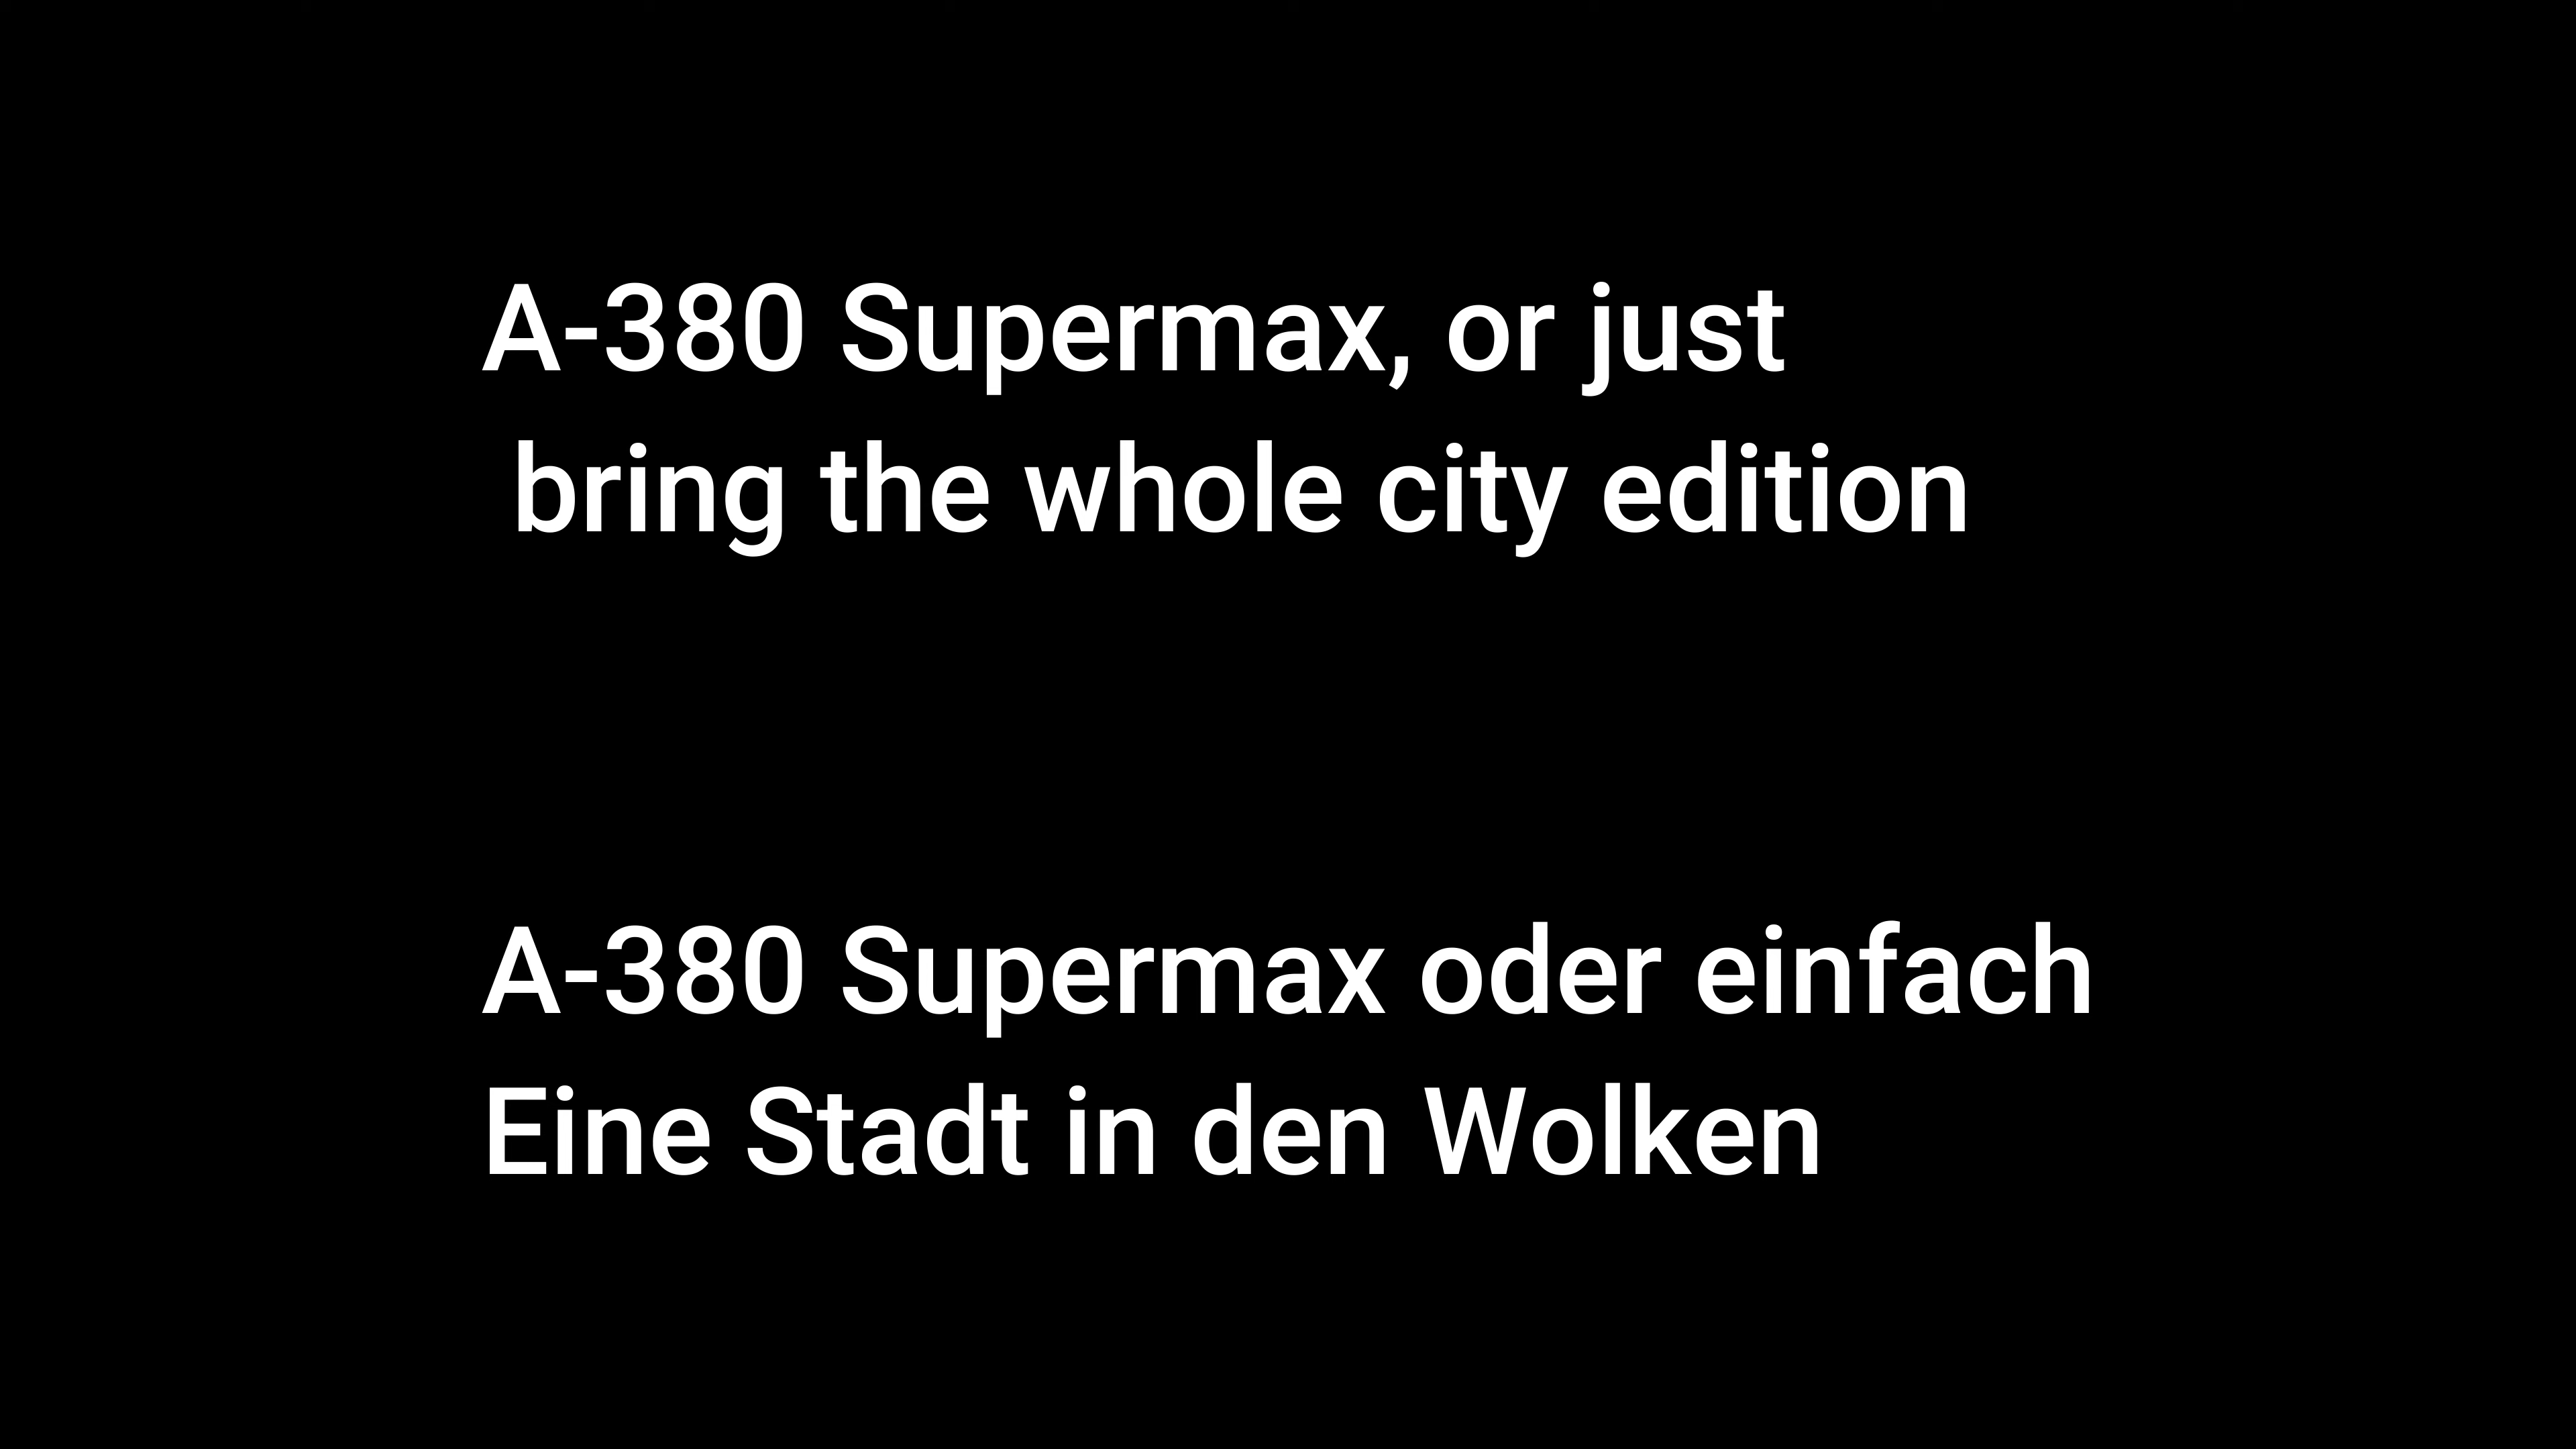 A-380 Supermax, or just
bring the whole city edition
A-380 Supermax oder einfach
Eine Stadt in den Wolken